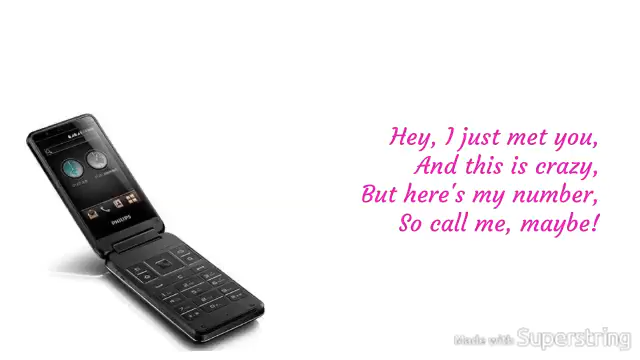 Hey, I just met you,
And this is crazy,
But here's my number,
So call me, maybe!
PHILIPS
Made with Superstring